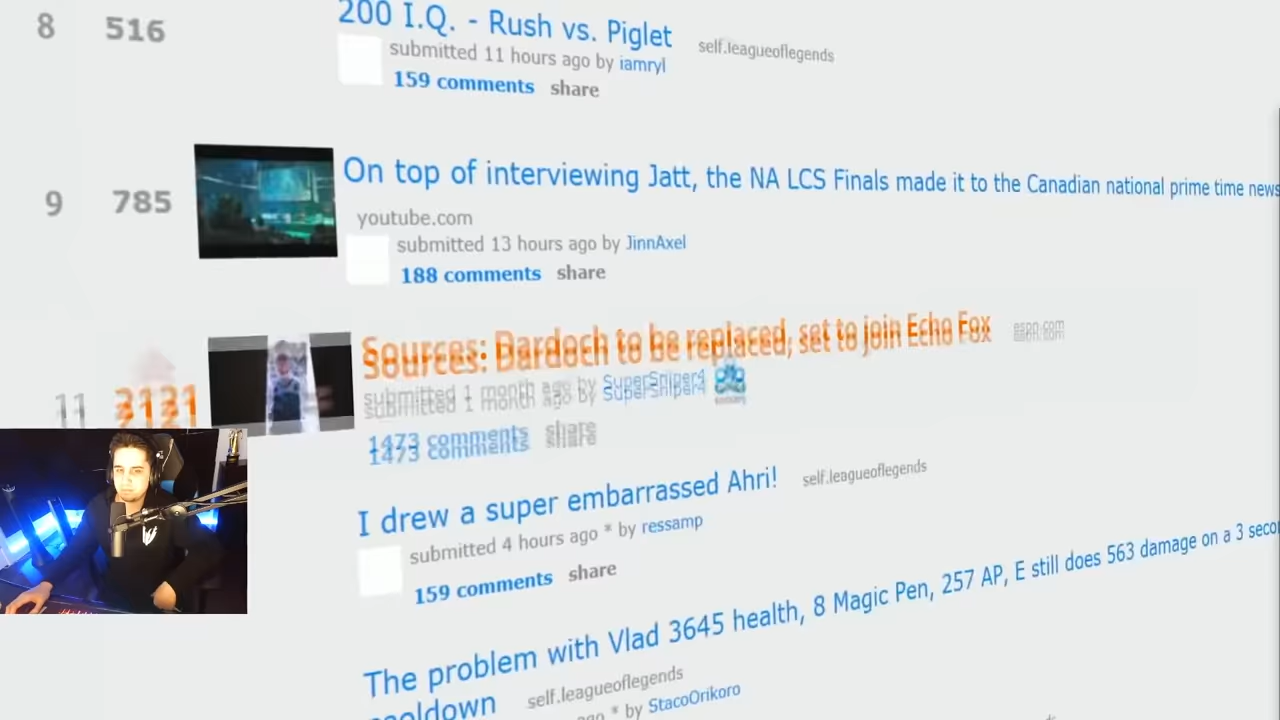 8 516
200 I.Q. - Rush vs. Piglet self.leagueoflegends
submitted 11 hours ago by iamryl
159 comments share
9 785
On top of interviewing Jatt, the NA LCS Finals made it to the Canadian national prime time news
youtube.com
submitted 13 hours ago by JinnAxel
188 comments share
11 3131
Sources: Dardoch to be replaced, set to join Echo Fox espn.com
submitted 1 month ago by SuperSniper4
1473 comments share
I drew a super embarrassed Ahri! self.leagueoflegends
submitted 4 hours ago * by ressamp
159 comments share
The problem with Vlad 3645 health, 8 Magic Pen, 257 AP, E still does 563 damage on a 3 seco
cooldown self.leagueoflegends
ago * by StacoOrikoro